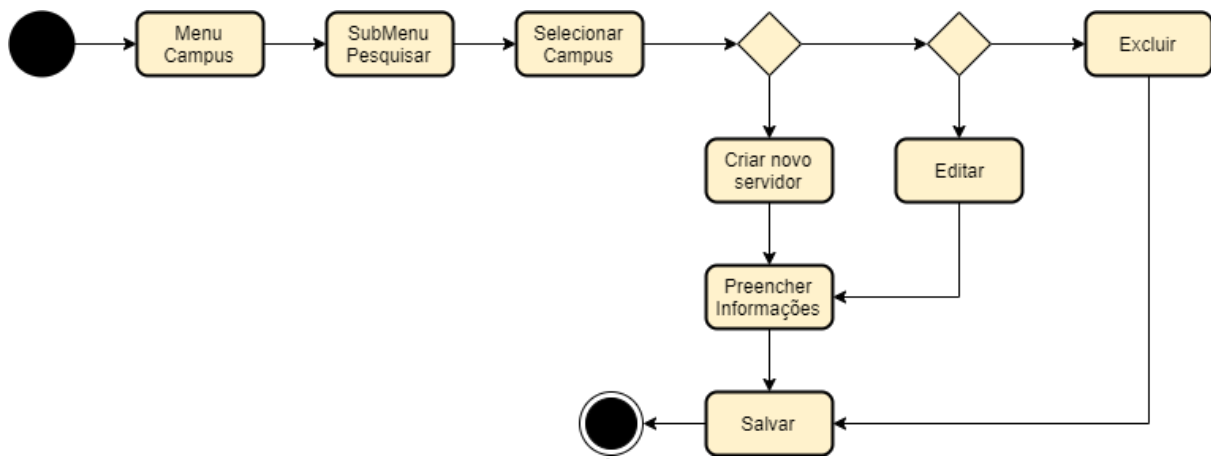 Menu
Campus
SubMenu
Pesquisar
Selecionar
Campus
Excluir
Criar novo
servidor
Editar
Preencher
Informações
Salvar